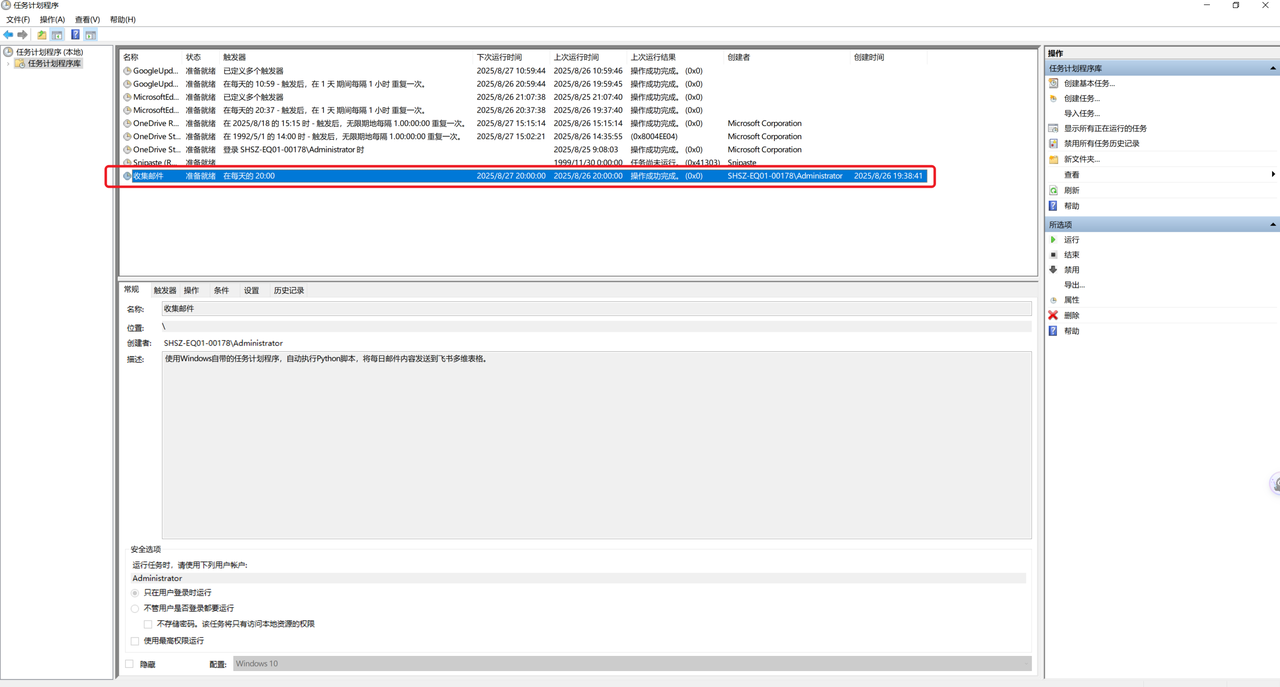 任务计划程序
文件(F) 操作(A) 查看(V) 帮助(H)
任务计划程序 (本地)
任务计划程序库
名称 状态 触发器 下次运行时间 上次运行时间 上次运行结果 创建者 创建时间
GoogleUpd... 准备就绪 已定义多个触发器 2025/8/27 10:59:44 2025/8/26 10:59:46 操作成功完成。 (0x0)
GoogleUpd... 准备就绪 在每天的 10:59 - 触发后，在 1 天 期间每隔 1 小时 重复一次。 2025/8/26 20:59:44 2025/8/26 19:59:45 操作成功完成。 (0x0)
MicrosoftEd... 准备就绪 已定义多个触发器 2025/8/26 21:07:38 2025/8/25 21:07:40 操作成功完成。 (0x0)
MicrosoftEd... 准备就绪 在每天的 20:37 - 触发后，在 1 天 期间每隔 1 小时 重复一次。 2025/8/26 20:37:38 2025/8/26 19:37:40 操作成功完成。 (0x0)
OneDrive R... 准备就绪 在 2025/8/18 的 15:15 时 - 触发后，无限期地每隔 1.00:00:00 重复一次。 2025/8/27 15:15:14 2025/8/26 15:15:14 操作成功完成。 (0x0) Microsoft Corporation
OneDrive St... 准备就绪 在 1992/5/1 的 14:00 时 - 触发后，无限期地每隔 1.00:00:00 重复一次。 2025/8/27 15:02:21 2025/8/26 14:35:55 (0x8004EE04) Microsoft Corporation
OneDrive St... 准备就绪 登录 SHSZ-EQ01-00178\Administrator 时 2025/8/25 9:08:03 操作成功完成。 (0x0) Microsoft Corporation
Snipaste (R... 准备就绪 1999/11/30 0:00:00 任务尚未运行。 (0x41303) Snipaste
收集邮件 准备就绪 在每天的 20:00 2025/8/27 20:00:00 2025/8/26 20:00:00 操作成功完成。 (0x0) SHSZ-EQ01-00178\Administrator 2025/8/26 19:38:41
常规 触发器 操作 条件 设置 历史记录
名称: 收集邮件
位置: \
创建者: SHSZ-EQ01-00178\Administrator
描述: 使用Windows自带的任务计划程序，自动执行Python脚本，将每日邮件内容发送到飞书多维表格。
安全选项
运行任务时，请使用下列用户帐户:
Administrator
只在用户登录时运行
不管用户是否登录都要运行
不存储密码。该任务将只有访问本地资源的权限
使用最高权限运行
隐藏 配置: Windows 10
操作
任务计划程序库
创建基本任务...
创建任务...
导入任务...
显示所有正在运行的任务
禁用所有任务历史记录
新文件夹...
查看
刷新
帮助
所选项
运行
结束
禁用
导出...
属性
删除
帮助